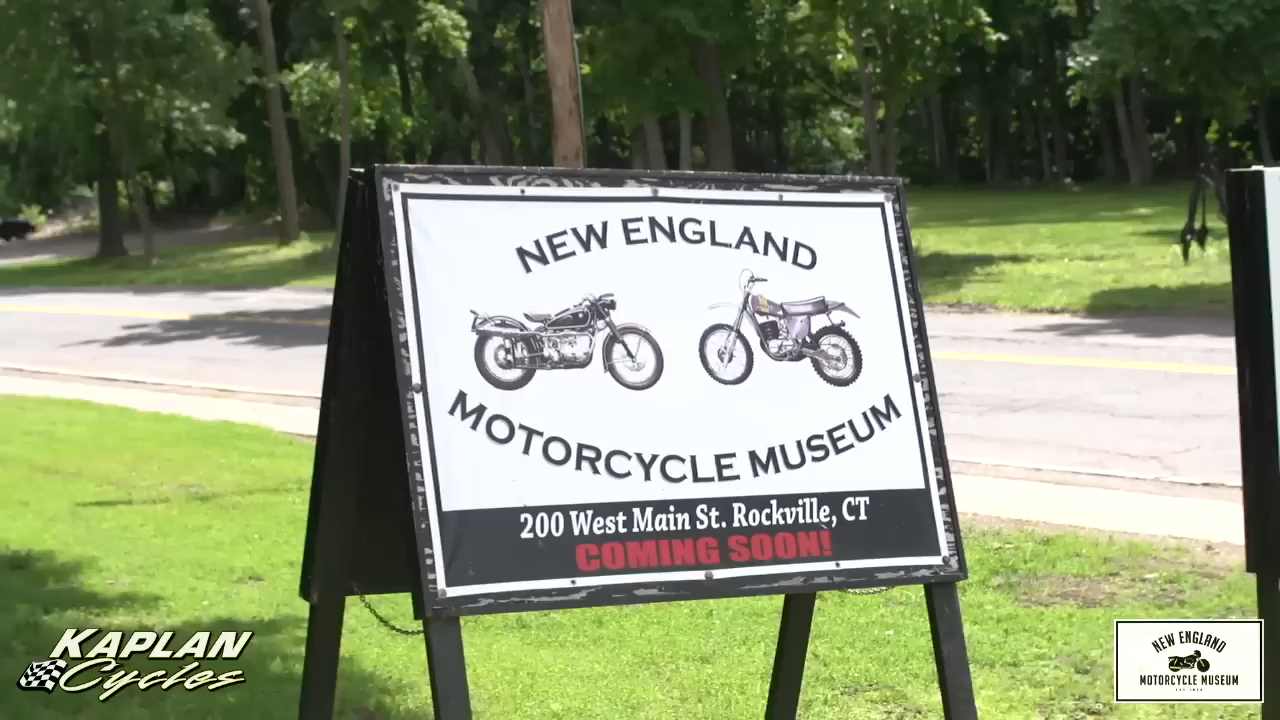 NEW ENGLAND
MOTORCYCLE MUSEUM
200 West Main St. Rockville, CT
COMING SOON!
KAPLAN
Cycles
NEW ENGLAND
MOTORCYCLE MUSEUM